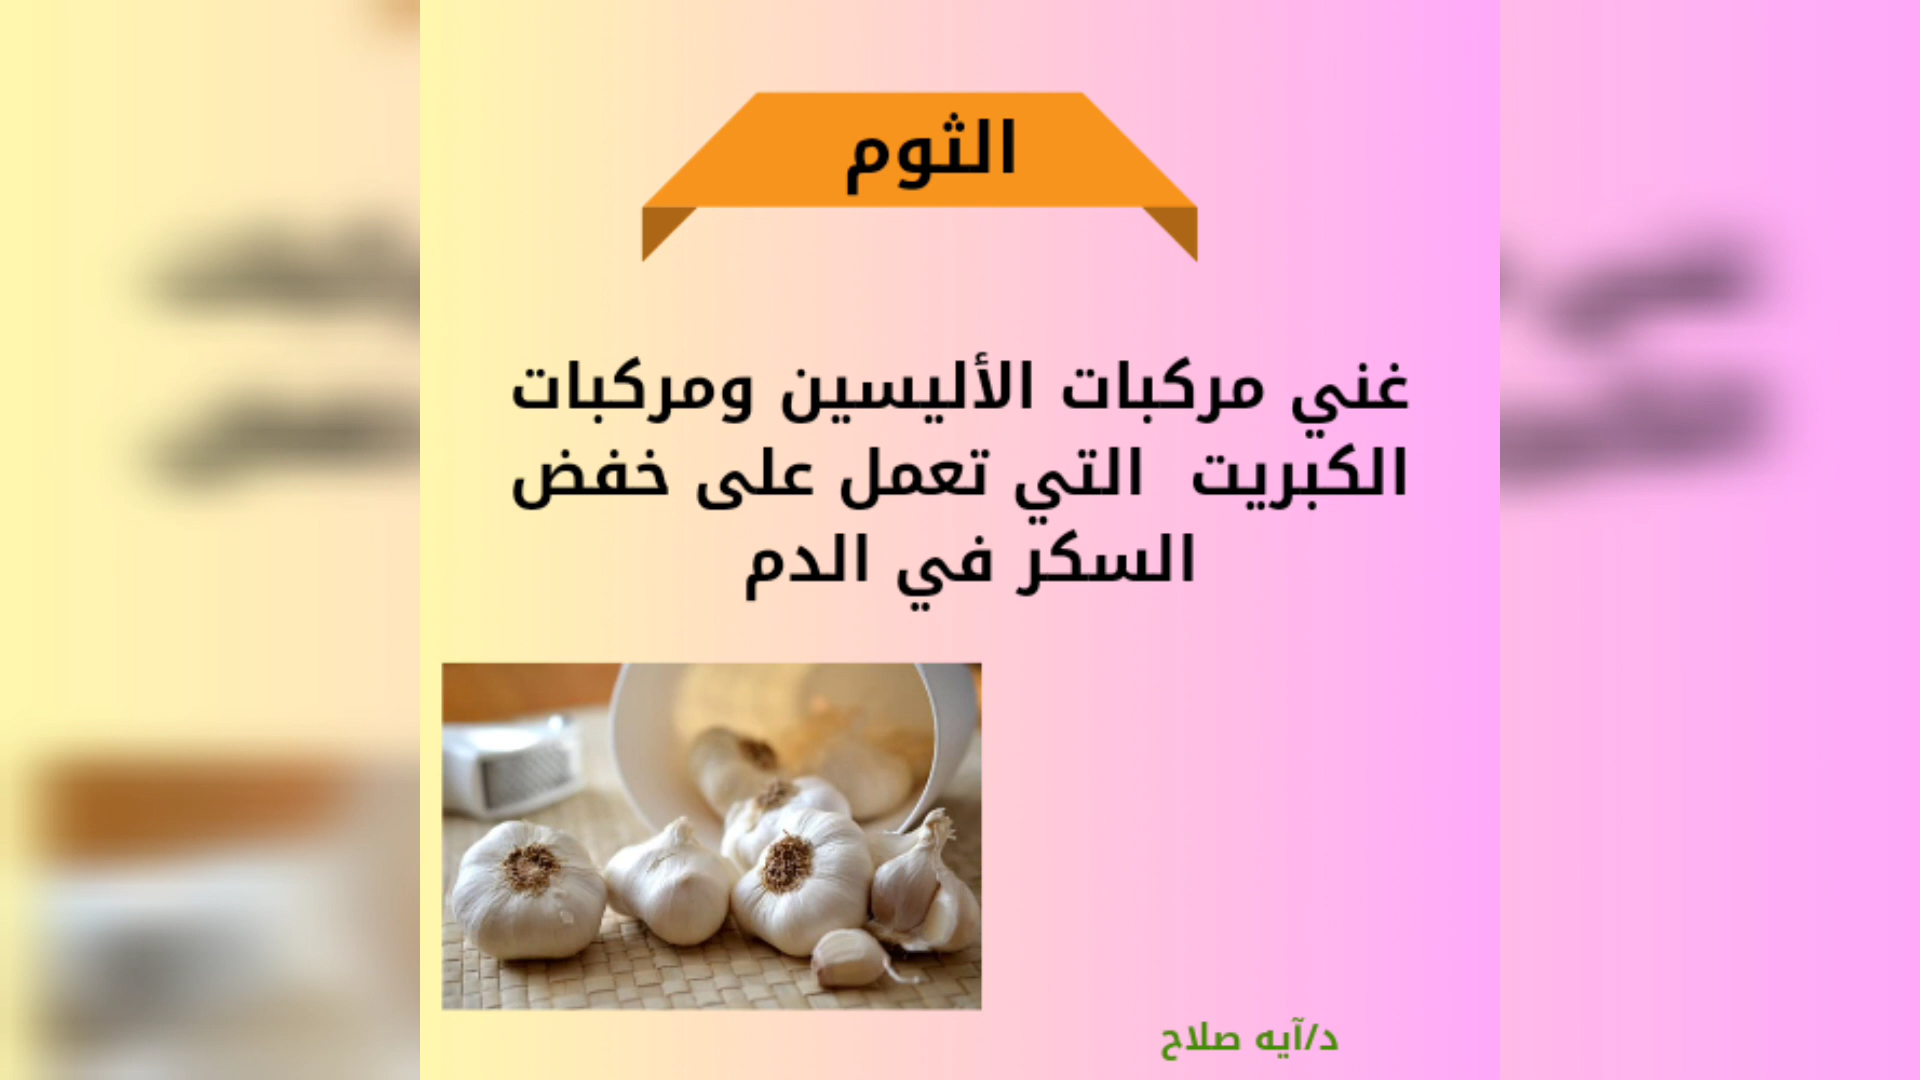 الثوم
غني مركبات الأليسين ومركبات
الكبريت التي تعمل على خفض
السكر في الدم
د/آيه صلاح